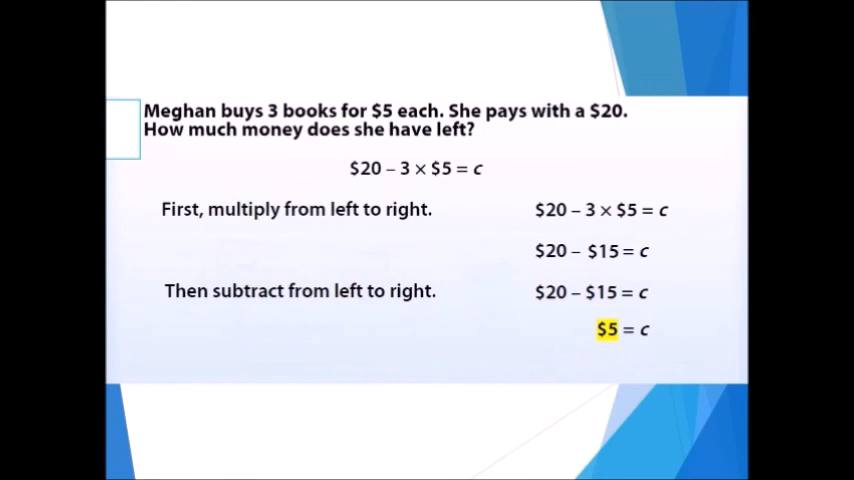 Meghan buys 3 books for $5 each. She pays with a $20.
How much money does she have left?
$20 – 3 × $5 = c
First, multiply from left to right. $20 – 3 × $5 = c
$20 – $15 = c
Then subtract from left to right. $20 – $15 = c
$5 = c